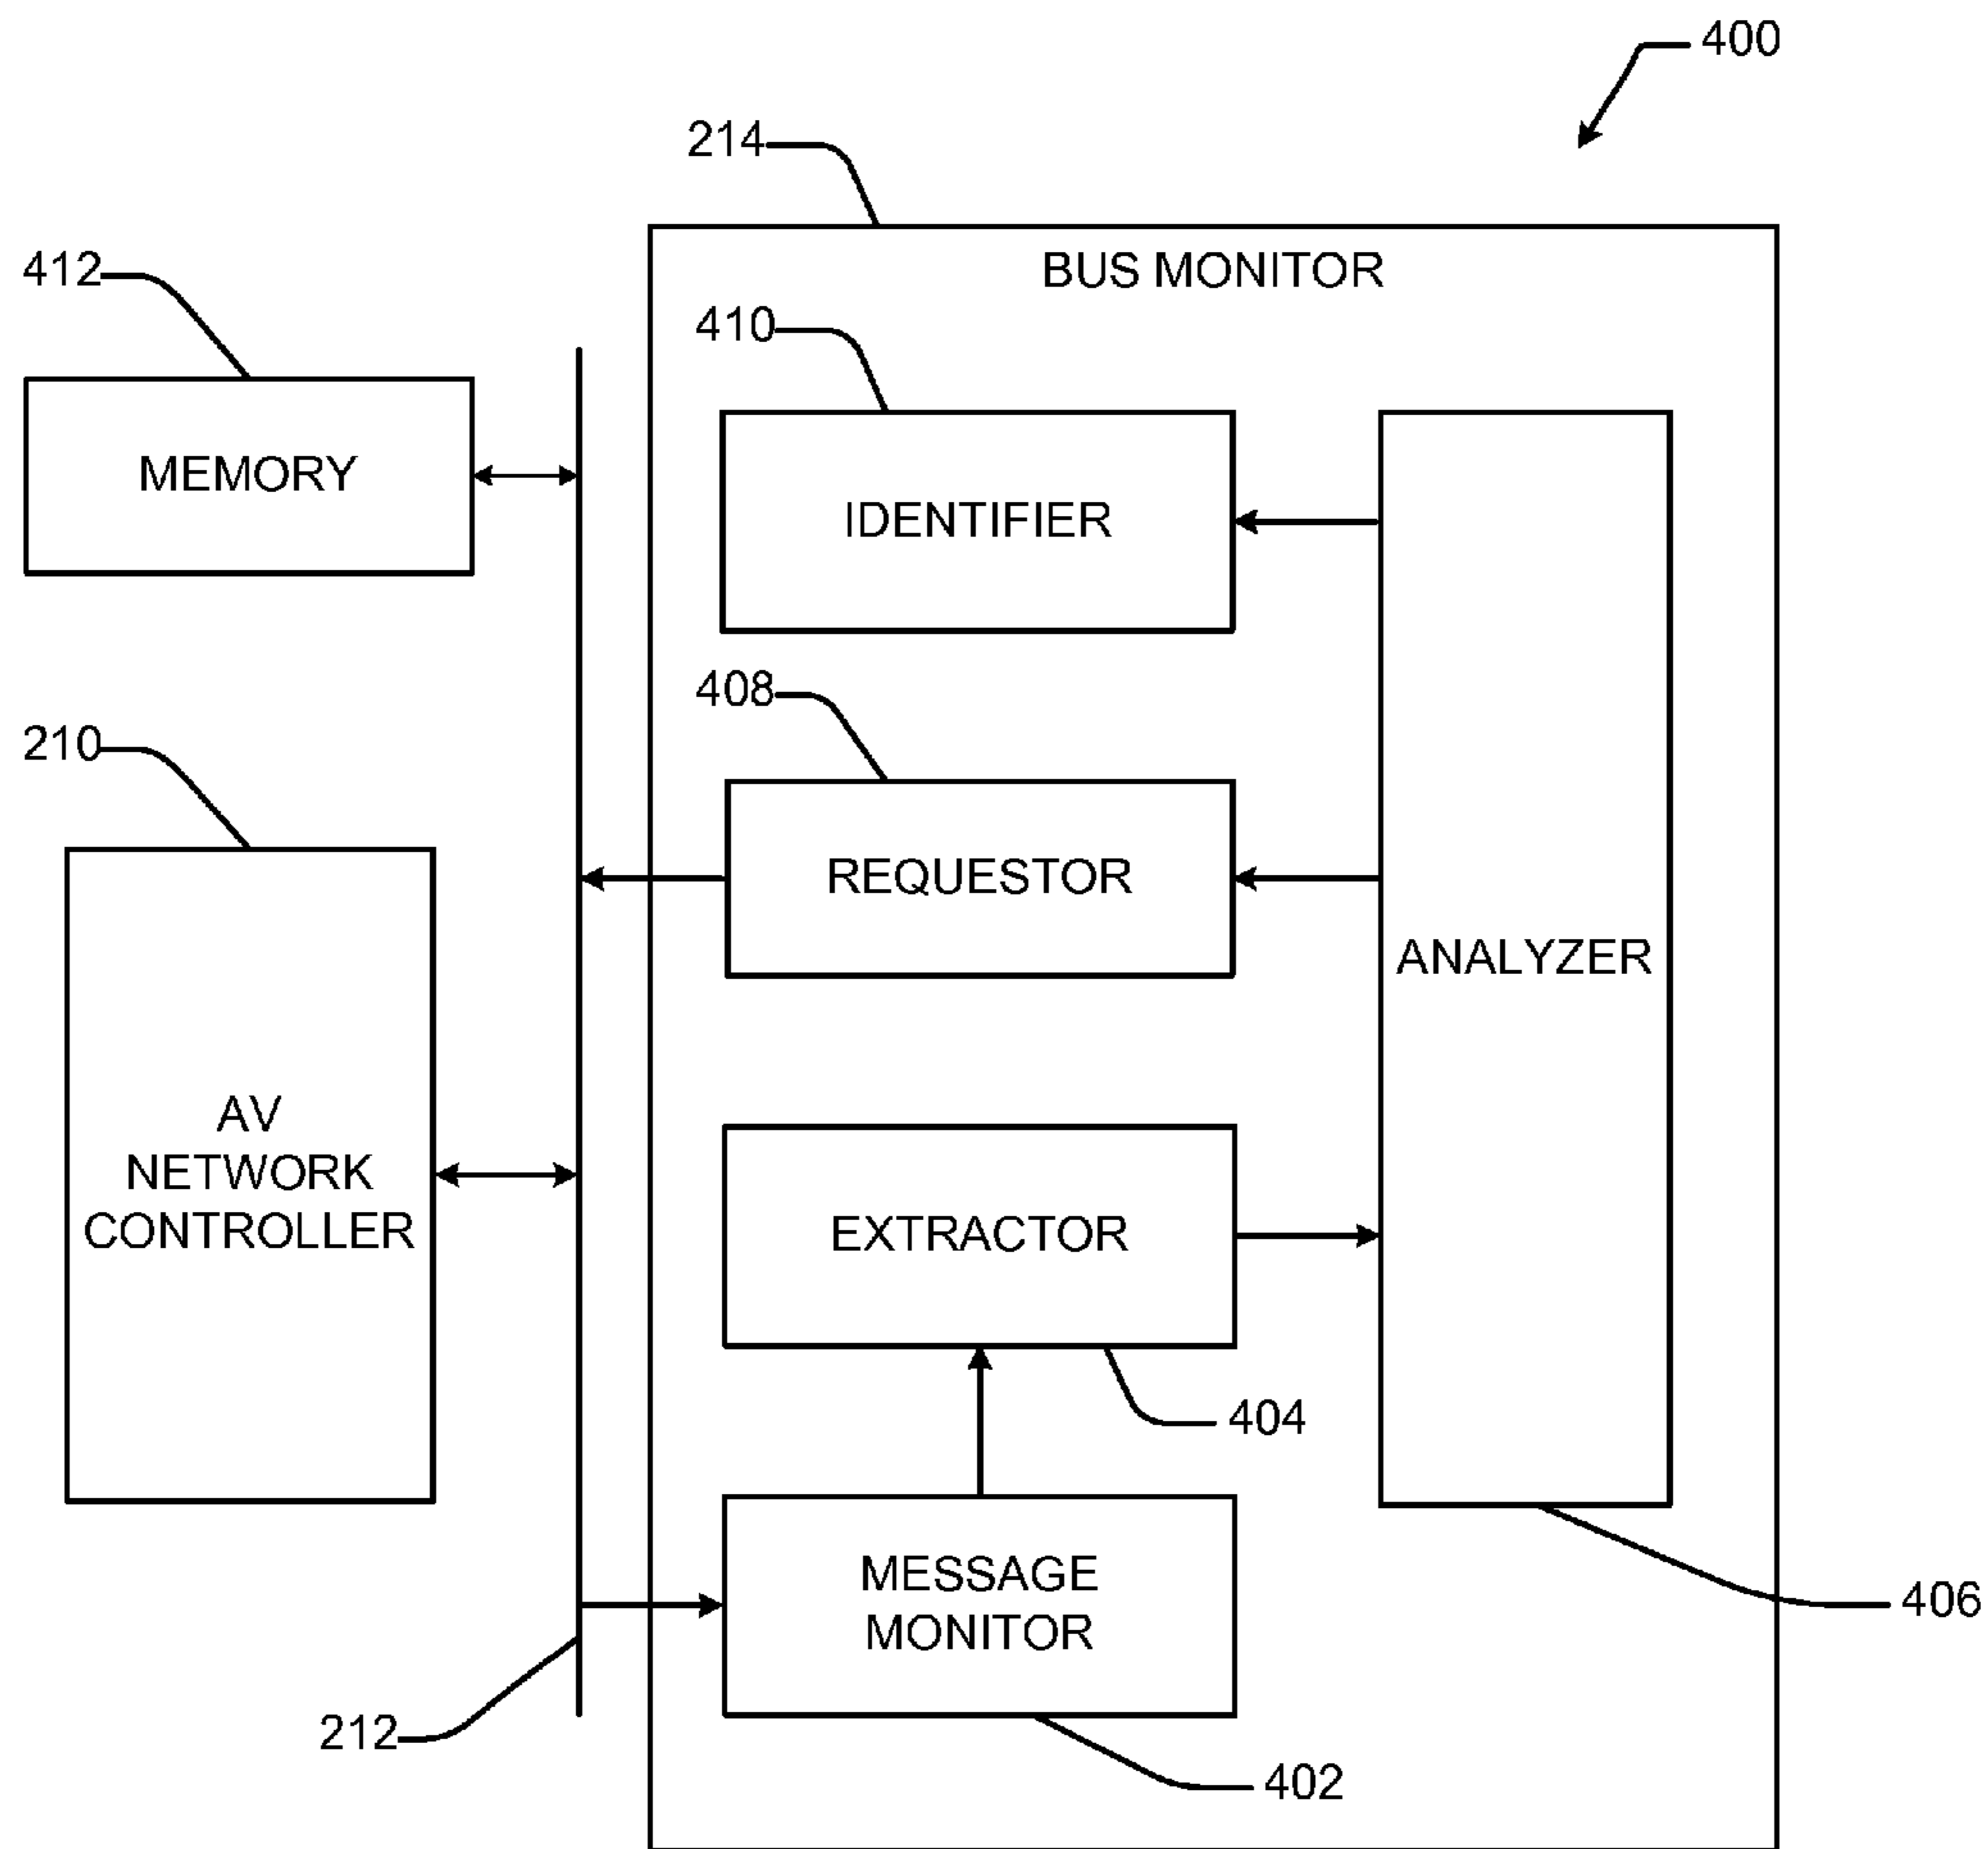 400
214
BUS MONITOR
412
410
MEMORY
IDENTIFIER
408
210
REQUESTOR
ANALYZER
AV
NETWORK
CONTROLLER
EXTRACTOR
404
MESSAGE
MONITOR
406
212
402